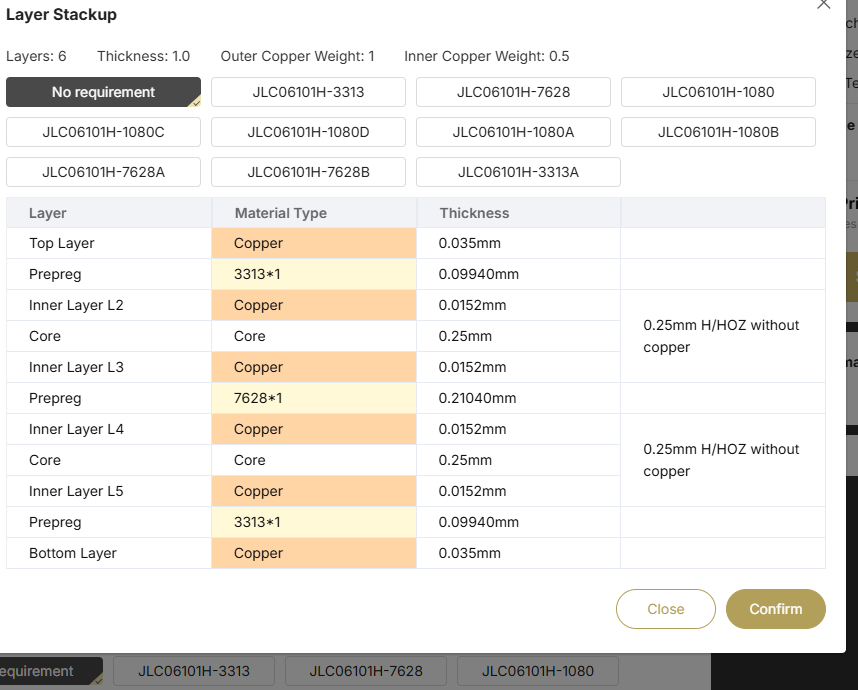 Layer Stackup
Layers: 6 Thickness: 1.0 Outer Copper Weight: 1 Inner Copper Weight: 0.5
No requirement JLC06101H-3313 JLC06101H-7628 JLC06101H-1080
JLC06101H-1080C JLC06101H-1080D JLC06101H-1080A JLC06101H-1080B
JLC06101H-7628A JLC06101H-7628B JLC06101H-3313A
Layer Material Type Thickness
Top Layer Copper 0.035mm
Prepreg 3313*1 0.09940mm
Inner Layer L2 Copper 0.0152mm
Core Core 0.25mm
Inner Layer L3 Copper 0.0152mm
0.25mm H/HOZ without
copper
Prepreg 7628*1 0.21040mm
Inner Layer L4 Copper 0.0152mm
Core Core 0.25mm
Inner Layer L5 Copper 0.0152mm
0.25mm H/HOZ without
copper
Prepreg 3313*1 0.09940mm
Bottom Layer Copper 0.035mm
Close Confirm
equirement JLC06101H-3313 JLC06101H-7628 JLC06101H-1080